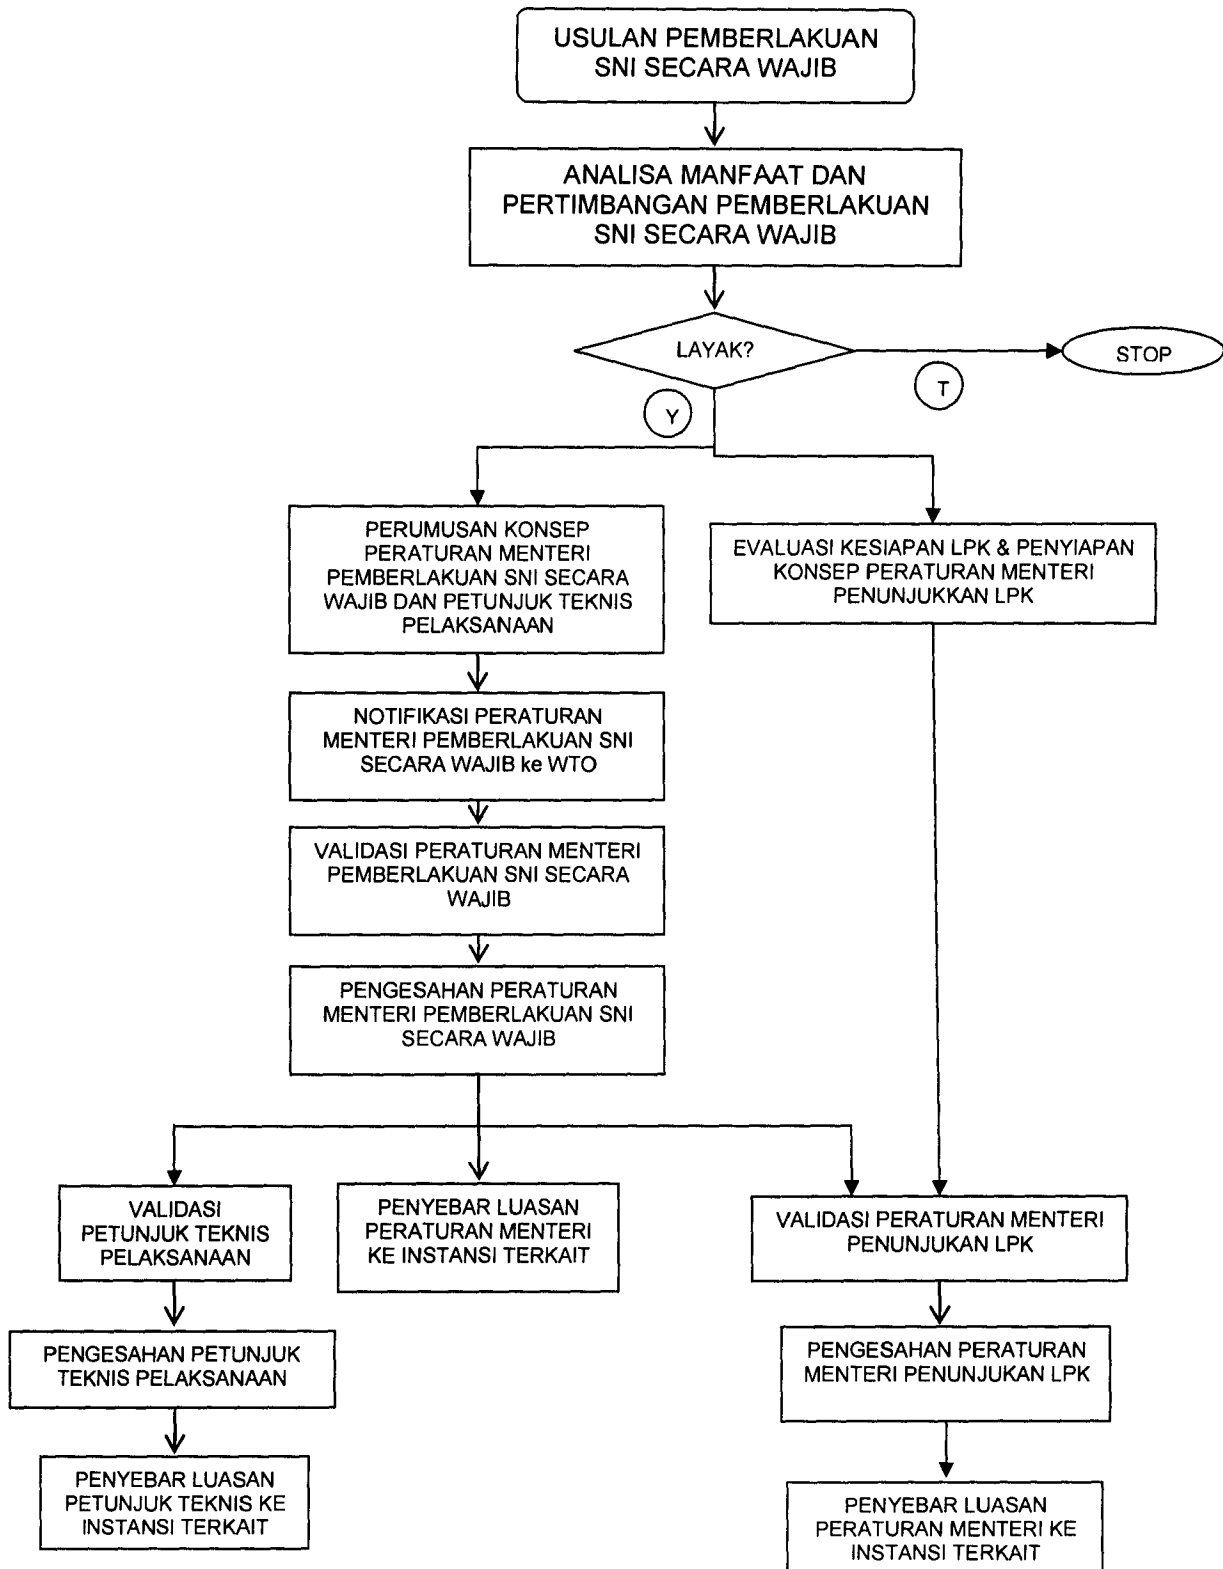 USULAN PEMBERLAKUAN
SNI SECARA WAJIB
ANALISA MANFAAT DAN
PERTIMBANGAN PEMBERLAKUAN
SNI SECARA WAJIB
LAYAK?
STOP
T
Y
PERUMUSAN KONSEP
PERATURAN MENTERI
PEMBERLAKUAN SNI SECARA
WAJIB DAN PETUNJUK TEKNIS
PELAKSANAAN
EVALUASI KESIAPAN LPK & PENYIAPAN
KONSEP PERATURAN MENTERI
PENUNJUKKAN LPK
NOTIFIKASI PERATURAN
MENTERI PEMBERLAKUAN SNI
SECARA WAJIB ke WTO
VALIDASI PERATURAN MENTERI
PEMBERLAKUAN SNI SECARA
WAJIB
PENGESAHAN PERATURAN
MENTERI PEMBERLAKUAN SNI
SECARA WAJIB
VALIDASI
PETUNJUK TEKNIS
PELAKSANAAN
PENYEBAR LUASAN
PERATURAN MENTERI
KE INSTANSI TERKAIT
VALIDASI PERATURAN MENTERI
PENUNJUKAN LPK
PENGESAHAN PETUNJUK
TEKNIS PELAKSANAAN
PENGESAHAN PERATURAN
MENTERI PENUNJUKAN LPK
PENYEBAR LUASAN
PETUNJUK TEKNIS KE
INSTANSI TERKAIT
PENYEBAR LUASAN
PERATURAN MENTERI KE
INSTANSI TERKAIT